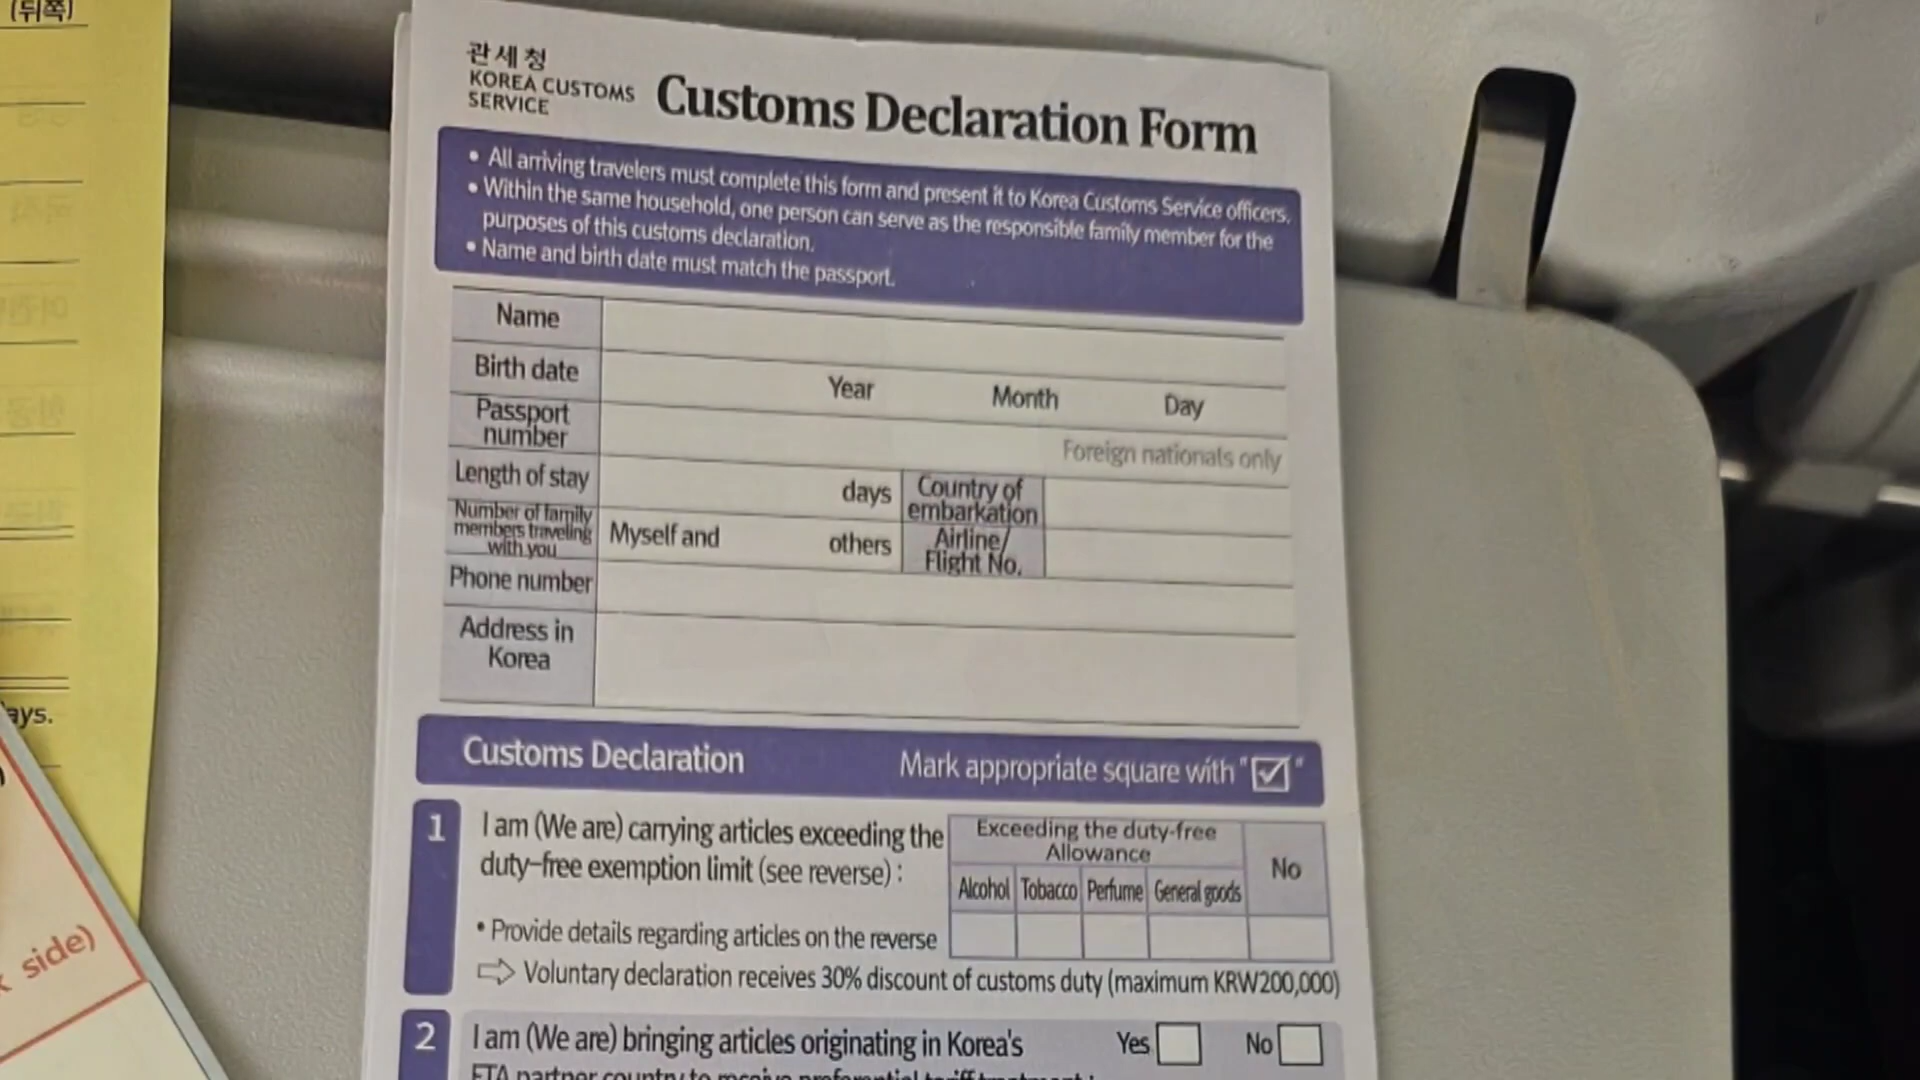 (뒤쪽)
ays.
side)
관세청
KOREA CUSTOMS
SERVICE
Customs Declaration Form
• All arriving travelers must complete this form and present it to Korea Customs Service officers.
• Within the same household, one person can serve as the responsible family member for the
purposes of this customs declaration.
• Name and birth date must match the passport.
Name
Birth date
Year Month Day
Passport
number
Foreign nationals only
Length of stay
days
Country of
embarkation
Number of family
members traveling
with you
Myself and others
Airline/
Flight No.
Phone number
Address in
Korea
Customs Declaration
Mark appropriate square with "☑"
1
I am (We are) carrying articles exceeding the
duty-free exemption limit (see reverse) :
Exceeding the duty-free
Allowance
No
Alcohol Tobacco Perfume General goods
• Provide details regarding articles on the reverse
⇨ Voluntary declaration receives 30% discount of customs duty (maximum KRW200,000)
2
I am (We are) bringing articles originating in Korea's
Yes □ No □
FTA partner country to receive preferential tariff treatment :